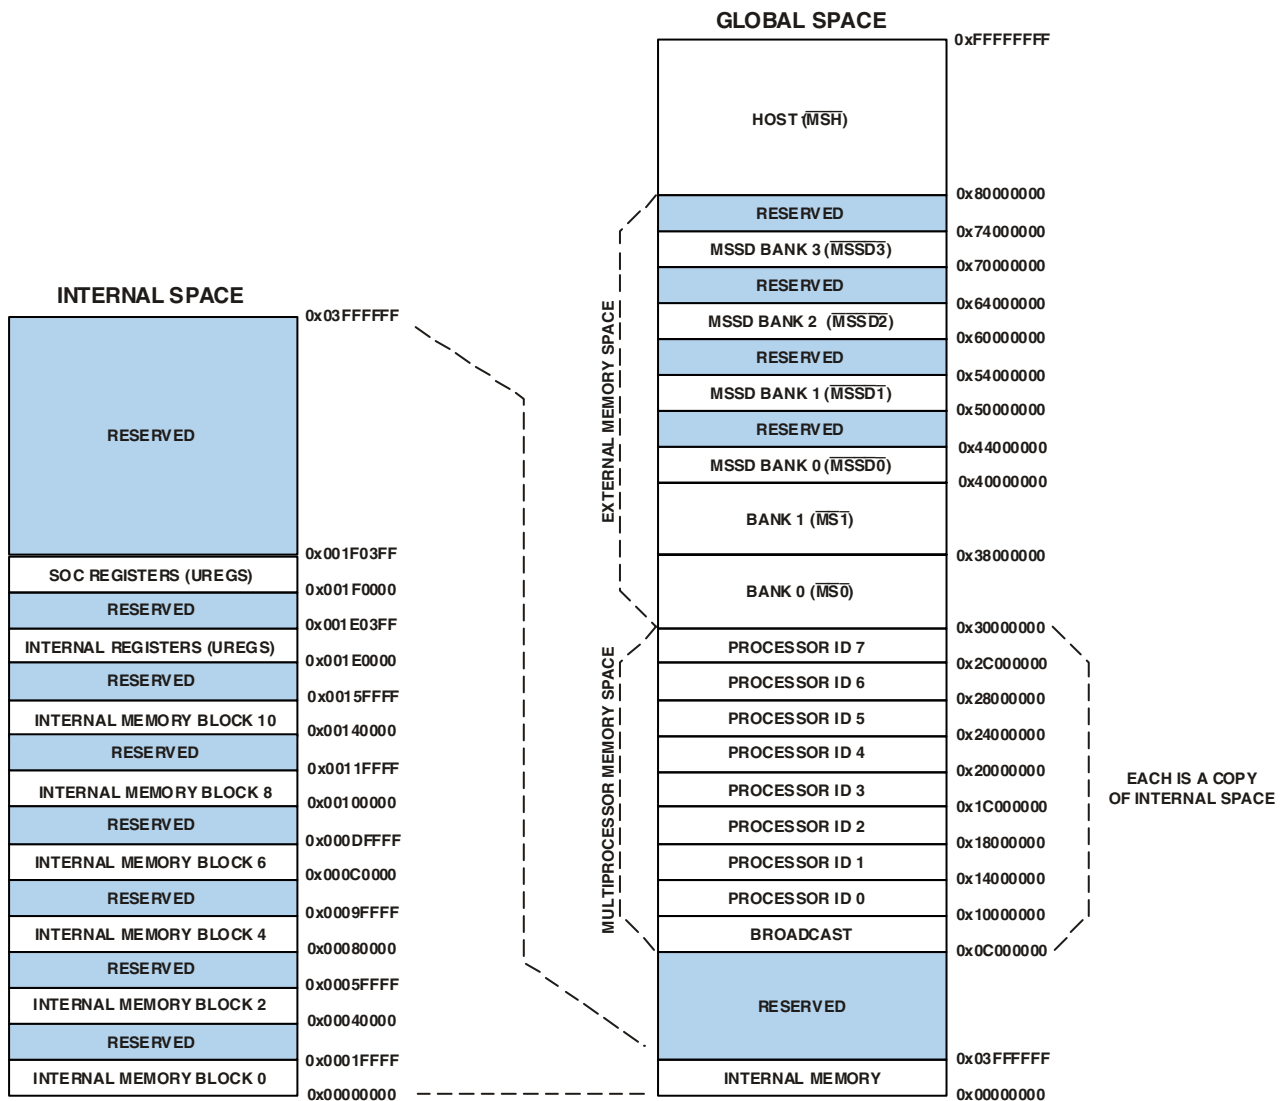 GLOBAL SPACE
0xFFFFFFFF
HOST (MSH)
0x80000000
RESERVED
0x74000000
MSSD BANK 3 (MSSD3)
0x70000000
RESERVED
0x64000000
MSSD BANK 2 (MSSD2)
0x60000000
RESERVED
0x54000000
MSSD BANK 1 (MSSD1)
0x50000000
RESERVED
0x44000000
MSSD BANK 0 (MSSD0)
0x40000000
BANK 1 (MS1)
0x38000000
BANK 0 (MS0)
0x30000000
PROCESSOR ID 7
0x2C000000
PROCESSOR ID 6
0x28000000
PROCESSOR ID 5
0x24000000
PROCESSOR ID 4
0x20000000
PROCESSOR ID 3
0x1C000000
PROCESSOR ID 2
0x18000000
PROCESSOR ID 1
0x14000000
PROCESSOR ID 0
0x10000000
BROADCAST
0x0C000000
RESERVED
0x03FFFFFF
INTERNAL MEMORY
0x00000000
EXTERNAL MEMORY SPACE
MULTIPROCESSOR MEMORY SPACE
EACH IS A COPY
OF INTERNAL SPACE
INTERNAL SPACE
0x03FFFFFF
RESERVED
0x001F03FF
SOC REGISTERS (UREGS)
0x001F0000
RESERVED
0x001E03FF
INTERNAL REGISTERS (UREGS)
0x001E0000
RESERVED
0x0015FFFF
INTERNAL MEMORY BLOCK 10
0x00140000
RESERVED
0x0011FFFF
INTERNAL MEMORY BLOCK 8
0x00100000
RESERVED
0x000DFFFF
INTERNAL MEMORY BLOCK 6
0x000C0000
RESERVED
0x0009FFFF
INTERNAL MEMORY BLOCK 4
0x00080000
RESERVED
0x0005FFFF
INTERNAL MEMORY BLOCK 2
0x00040000
RESERVED
0x0001FFFF
INTERNAL MEMORY BLOCK 0
0x00000000